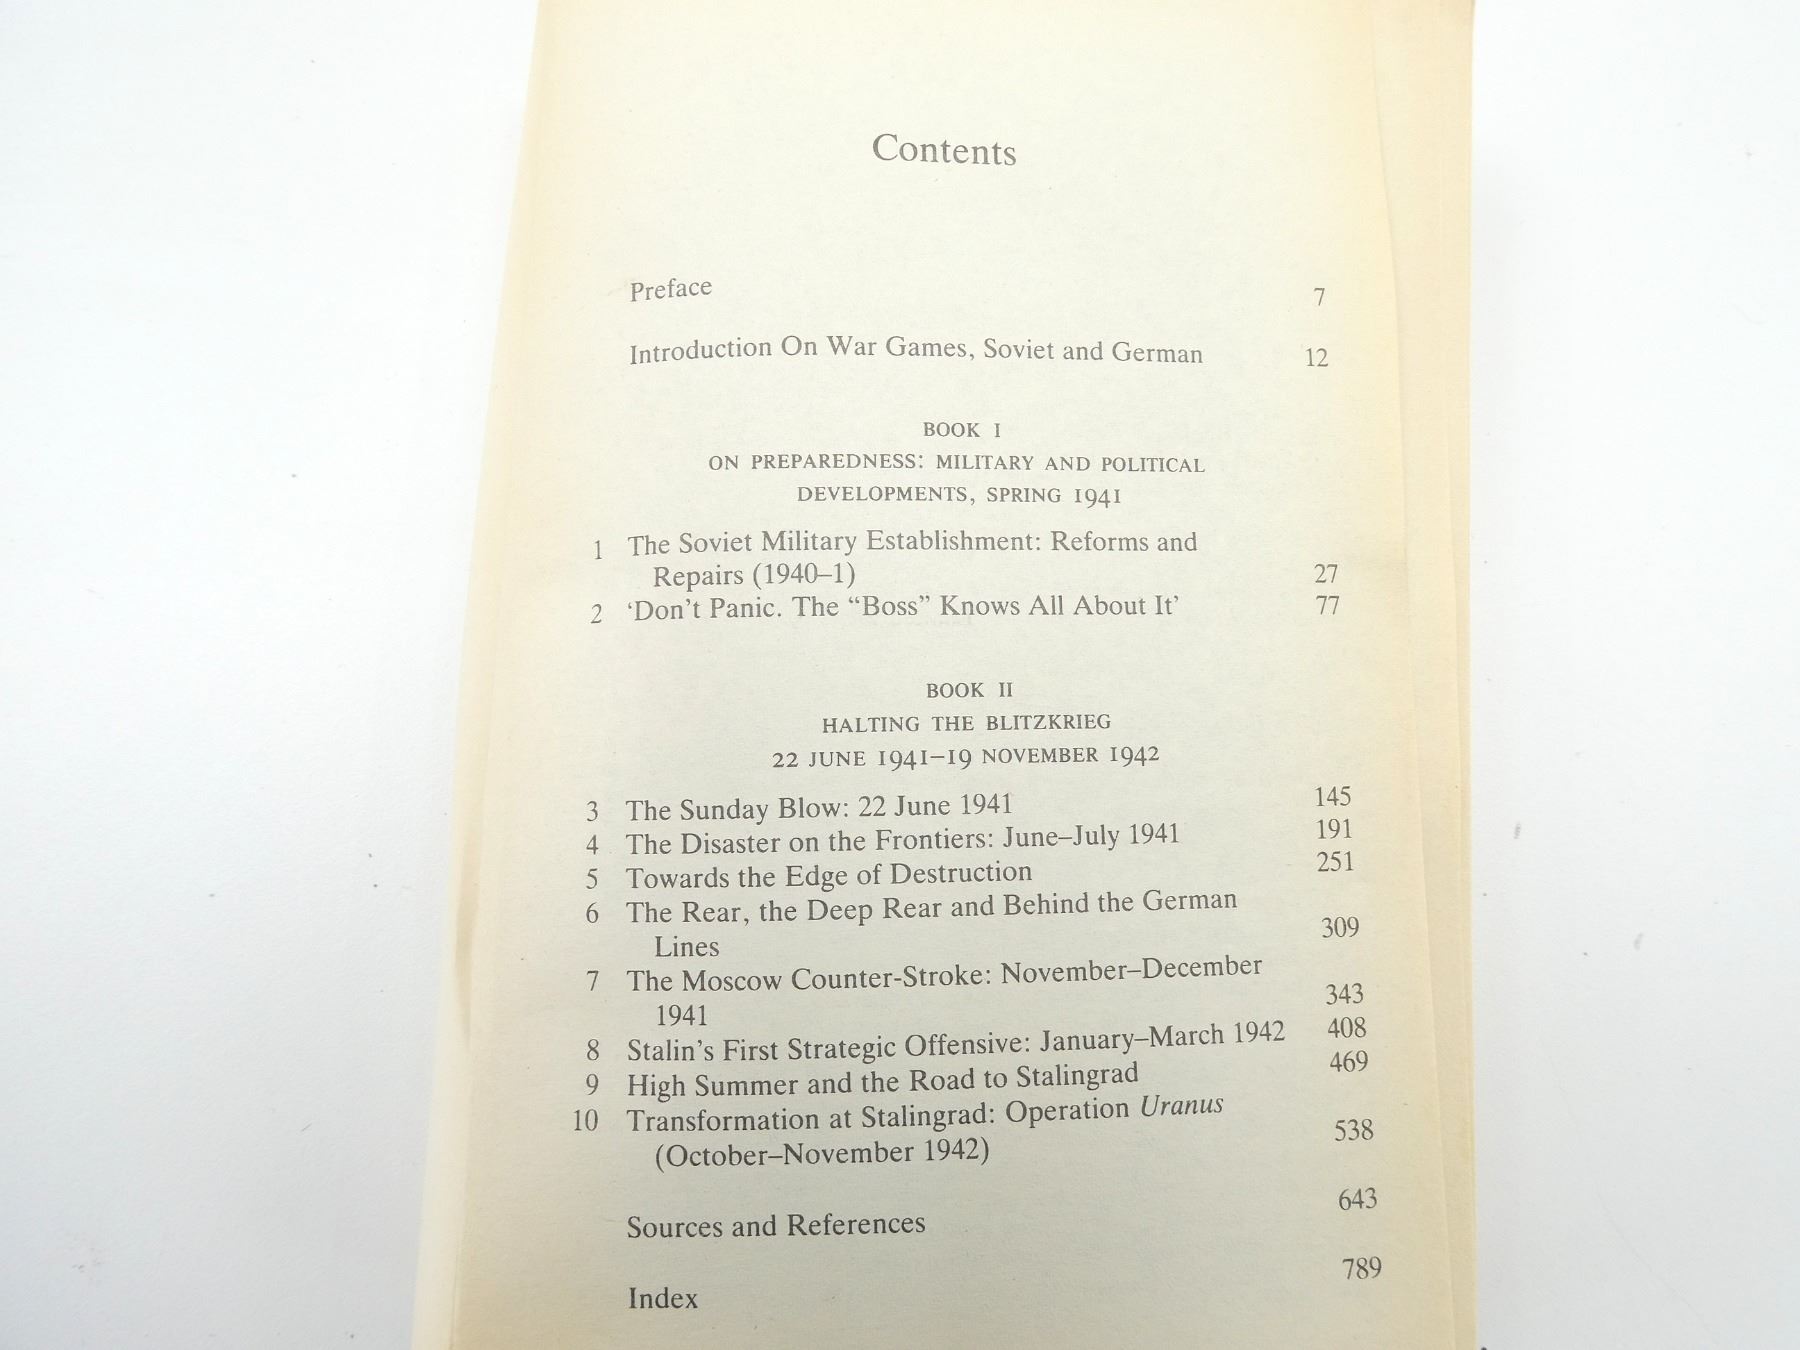 Contents
Preface 7
Introduction On War Games, Soviet and German 12
BOOK I
ON PREPAREDNESS: MILITARY AND POLITICAL
DEVELOPMENTS, SPRING 1941
1 The Soviet Military Establishment: Reforms and
Repairs (1940–1) 27
2 ‘Don’t Panic. The “Boss” Knows All About It’ 77
BOOK II
HALTING THE BLITZKRIEG
22 JUNE 1941–19 NOVEMBER 1942
3 The Sunday Blow: 22 June 1941 145
4 The Disaster on the Frontiers: June–July 1941 191
5 Towards the Edge of Destruction 251
6 The Rear, the Deep Rear and Behind the German
Lines 309
7 The Moscow Counter-Stroke: November–December
1941 343
8 Stalin’s First Strategic Offensive: January–March 1942 408
9 High Summer and the Road to Stalingrad 469
10 Transformation at Stalingrad: Operation Uranus
(October–November 1942) 538
Sources and References 643
Index 789